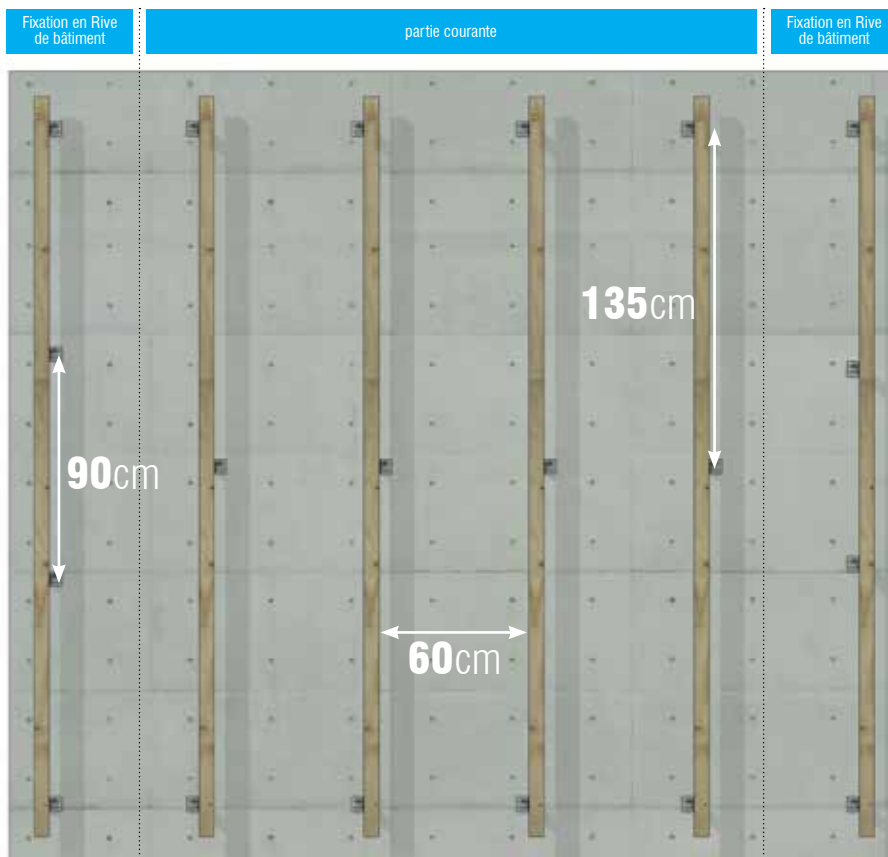 Fixation en Rive
de bâtiment
partie courante
Fixation en Rive
de bâtiment
135cm
90cm
60cm